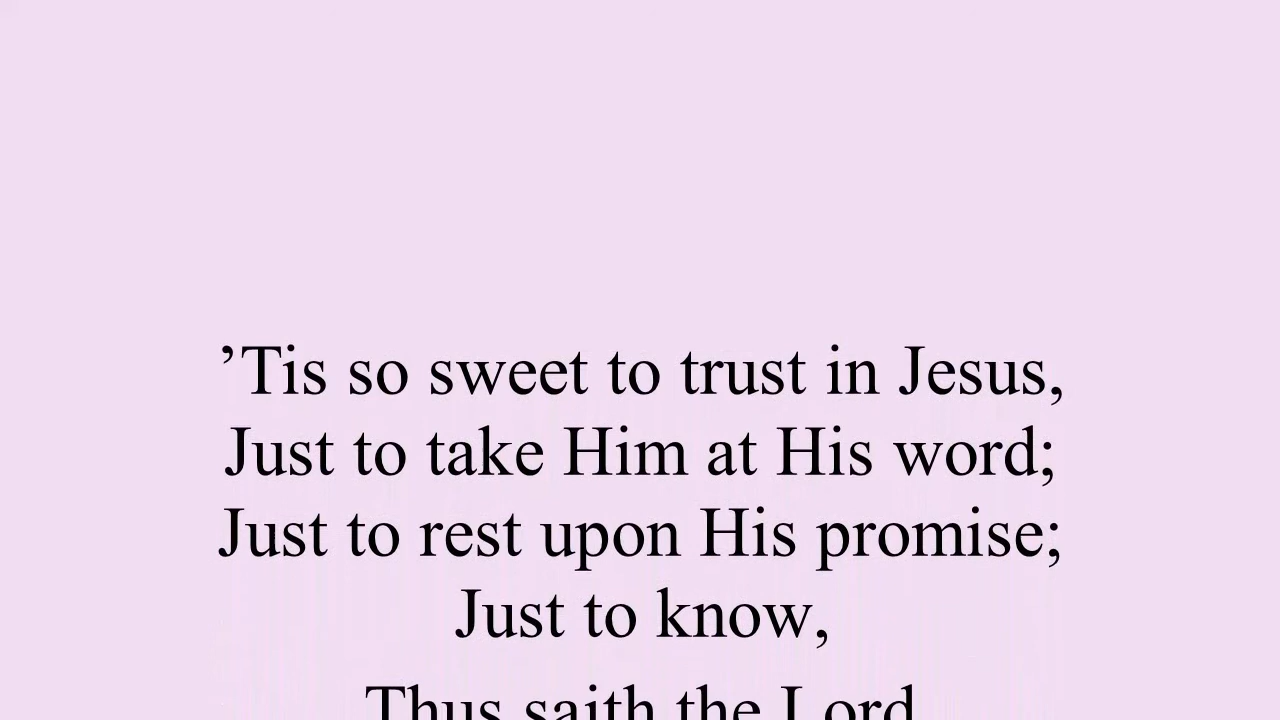 ’Tis so sweet to trust in Jesus,
Just to take Him at His word;
Just to rest upon His promise;
Just to know,
Thus saith the Lord